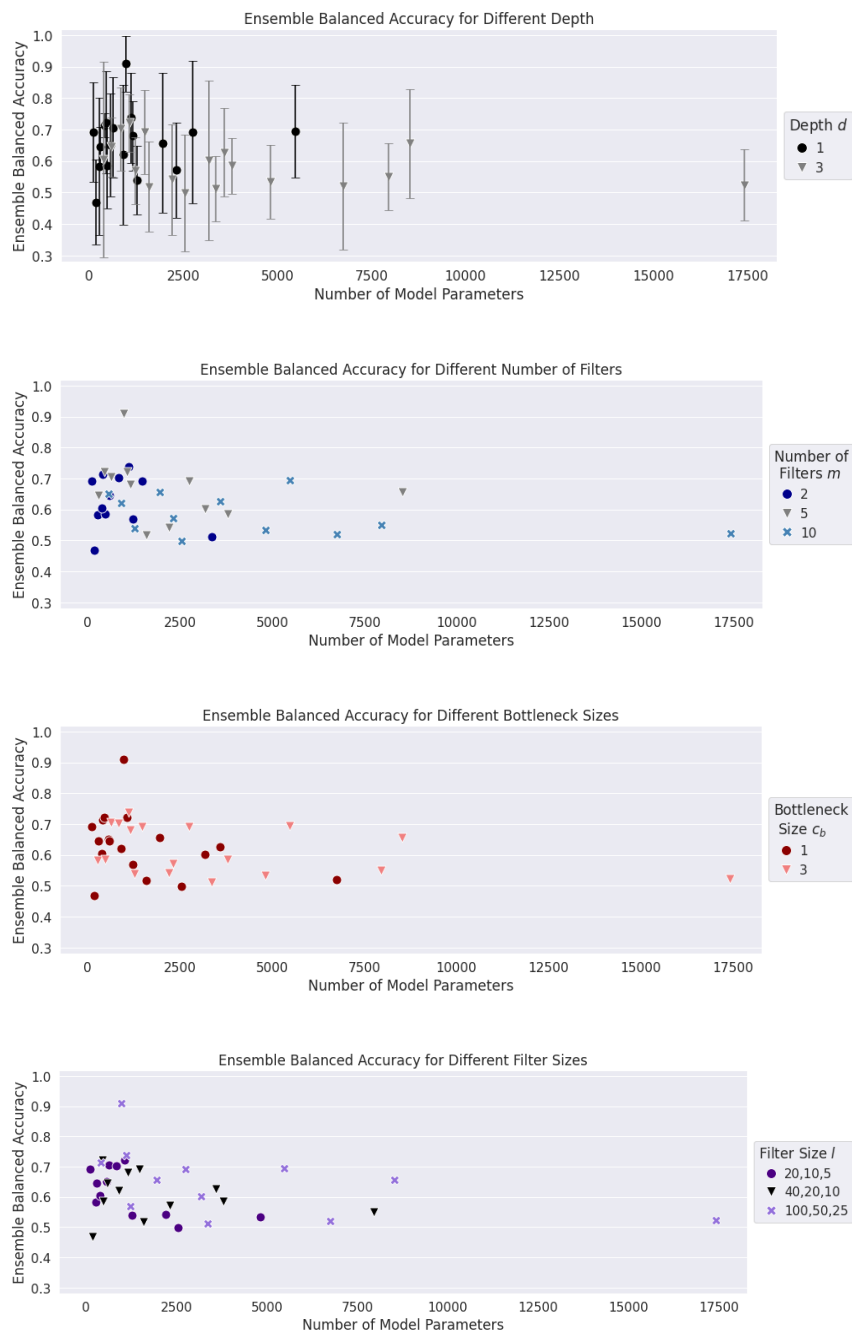 Ensemble Balanced Accuracy for Different Depth
Ensemble Balanced Accuracy
1.0
0.9
0.8
0.7
0.6
0.5
0.4
0.3
0 2500 5000 7500 10000 12500 15000 17500
Number of Model Parameters
Depth d
1
3
Ensemble Balanced Accuracy for Different Number of Filters
Ensemble Balanced Accuracy
1.0
0.9
0.8
0.7
0.6
0.5
0.4
0.3
0 2500 5000 7500 10000 12500 15000 17500
Number of Model Parameters
Number of
Filters m
2
5
10
Ensemble Balanced Accuracy for Different Bottleneck Sizes
Ensemble Balanced Accuracy
1.0
0.9
0.8
0.7
0.6
0.5
0.4
0.3
0 2500 5000 7500 10000 12500 15000 17500
Number of Model Parameters
Bottleneck
Size c_b
1
3
Ensemble Balanced Accuracy for Different Filter Sizes
Ensemble Balanced Accuracy
1.0
0.9
0.8
0.7
0.6
0.5
0.4
0.3
0 2500 5000 7500 10000 12500 15000 17500
Number of Model Parameters
Filter Size l
20,10,5
40,20,10
100,50,25